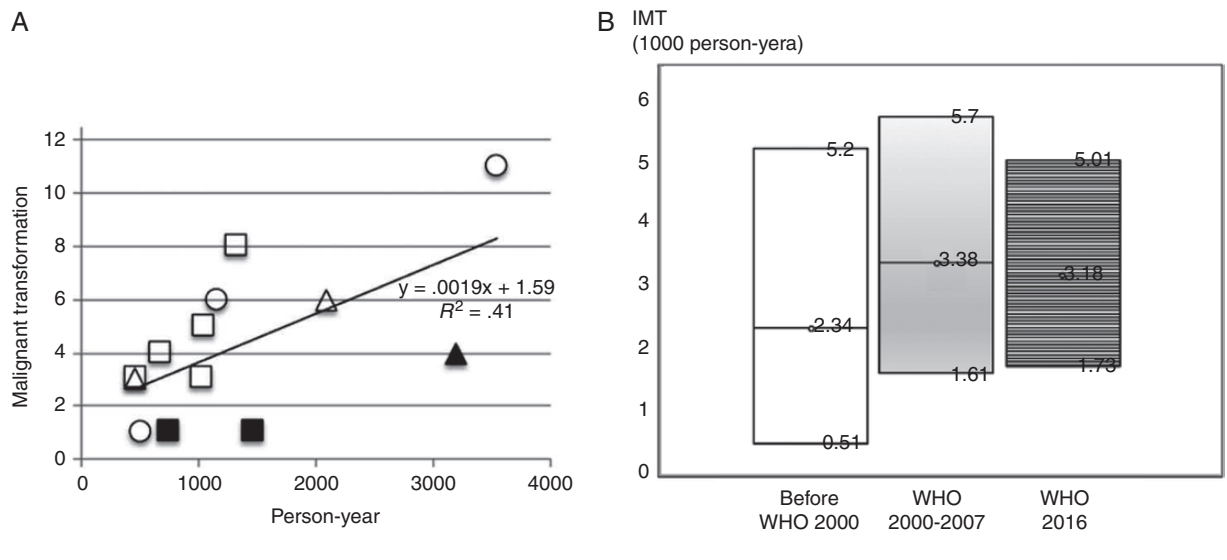 A
Malignant transformation
12
10
8
6
4
2
0
y = .0019x + 1.59
R² = .41
0 1000 2000 3000 4000
Person-year
B
IMT
(1000 person-yera)
6
5
4
3
2
1
0
5.2
2.34
0.51
5.7
3.38
1.61
5.01
3.18
1.73
Before
WHO 2000
WHO
2000-2007
WHO
2016